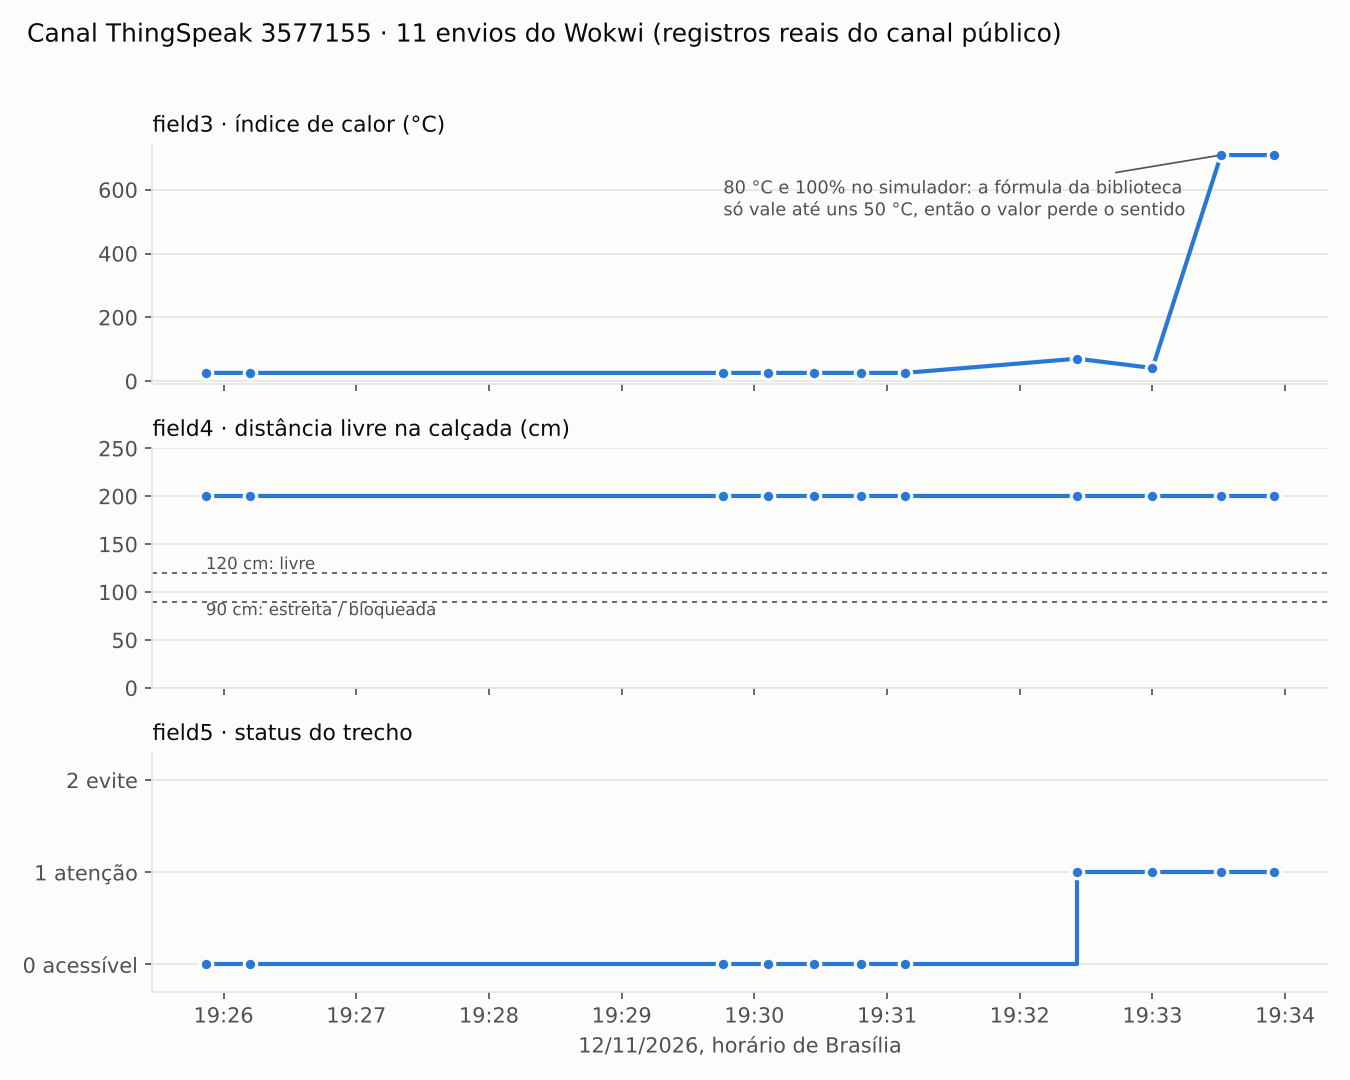 Canal ThingSpeak 3577155 · 11 envios do Wokwi (registros reais do canal público)
field3 · índice de calor (°C)
600
400
200
0
80 °C e 100% no simulador: a fórmula da biblioteca
só vale até uns 50 °C, então o valor perde o sentido
field4 · distância livre na calçada (cm)
250
200
150
100
50
0
120 cm: livre
90 cm: estreita / bloqueada
field5 · status do trecho
2 evite
1 atenção
0 acessível
19:26 19:27 19:28 19:29 19:30 19:31 19:32 19:33 19:34
12/11/2026, horário de Brasília